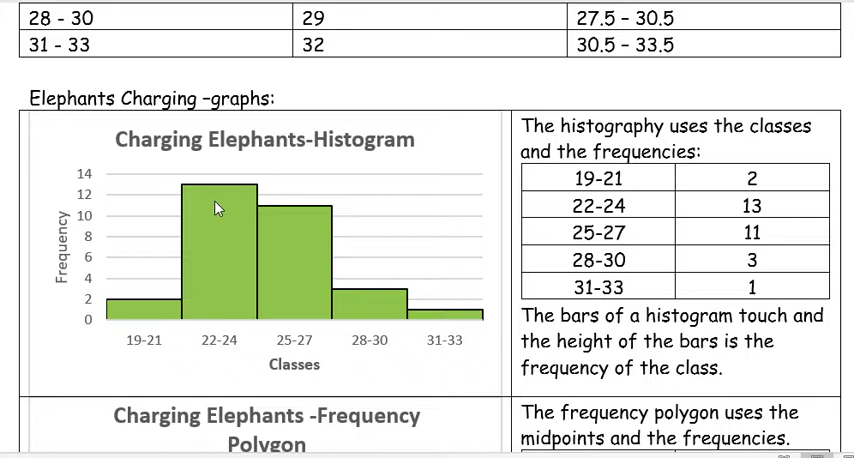 28 - 30 29 27.5 – 30.5
31 - 33 32 30.5 – 33.5
Elephants Charging –graphs:
Charging Elephants-Histogram
14
12
10
8
6
4
2
0
Frequency
19-21 22-24 25-27 28-30 31-33
Classes
The histography uses the classes
and the frequencies:
19-21 2
22-24 13
25-27 11
28-30 3
31-33 1
The bars of a histogram touch and
the height of the bars is the
frequency of the class.
Charging Elephants -Frequency
Polygon
The frequency polygon uses the
midpoints and the frequencies.